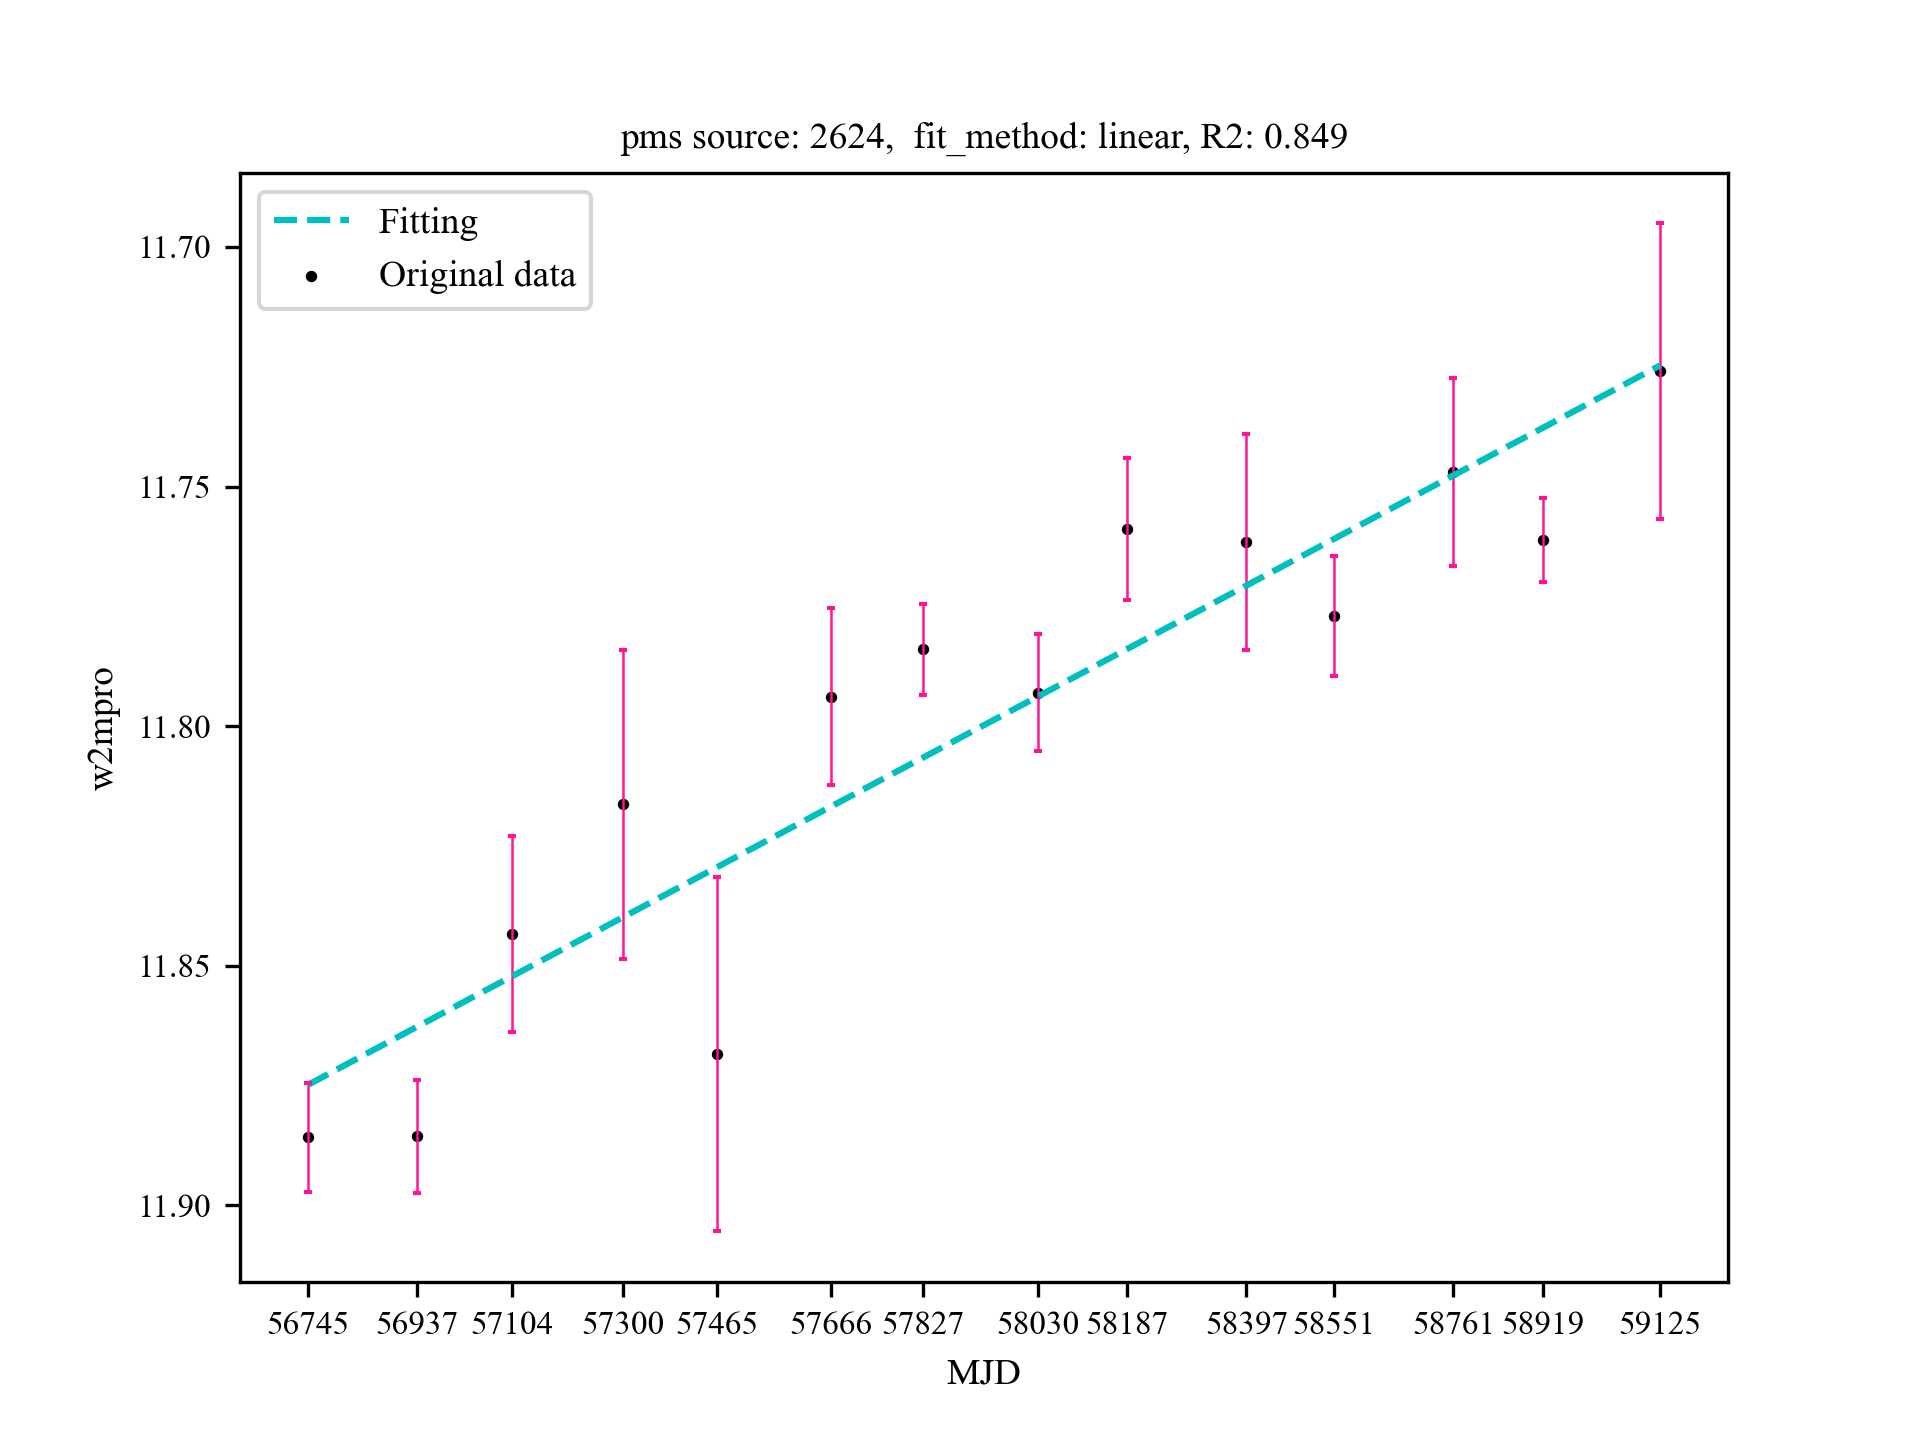 pms source: 2624,  fit_method: linear, R2: 0.849
Fitting
Original data
11.70
11.75
11.80
11.85
11.90
w2mpro
56745 56937 57104 57300 57465 57666 57827 58030 58187 58397 58551 58761 58919 59125
MJD